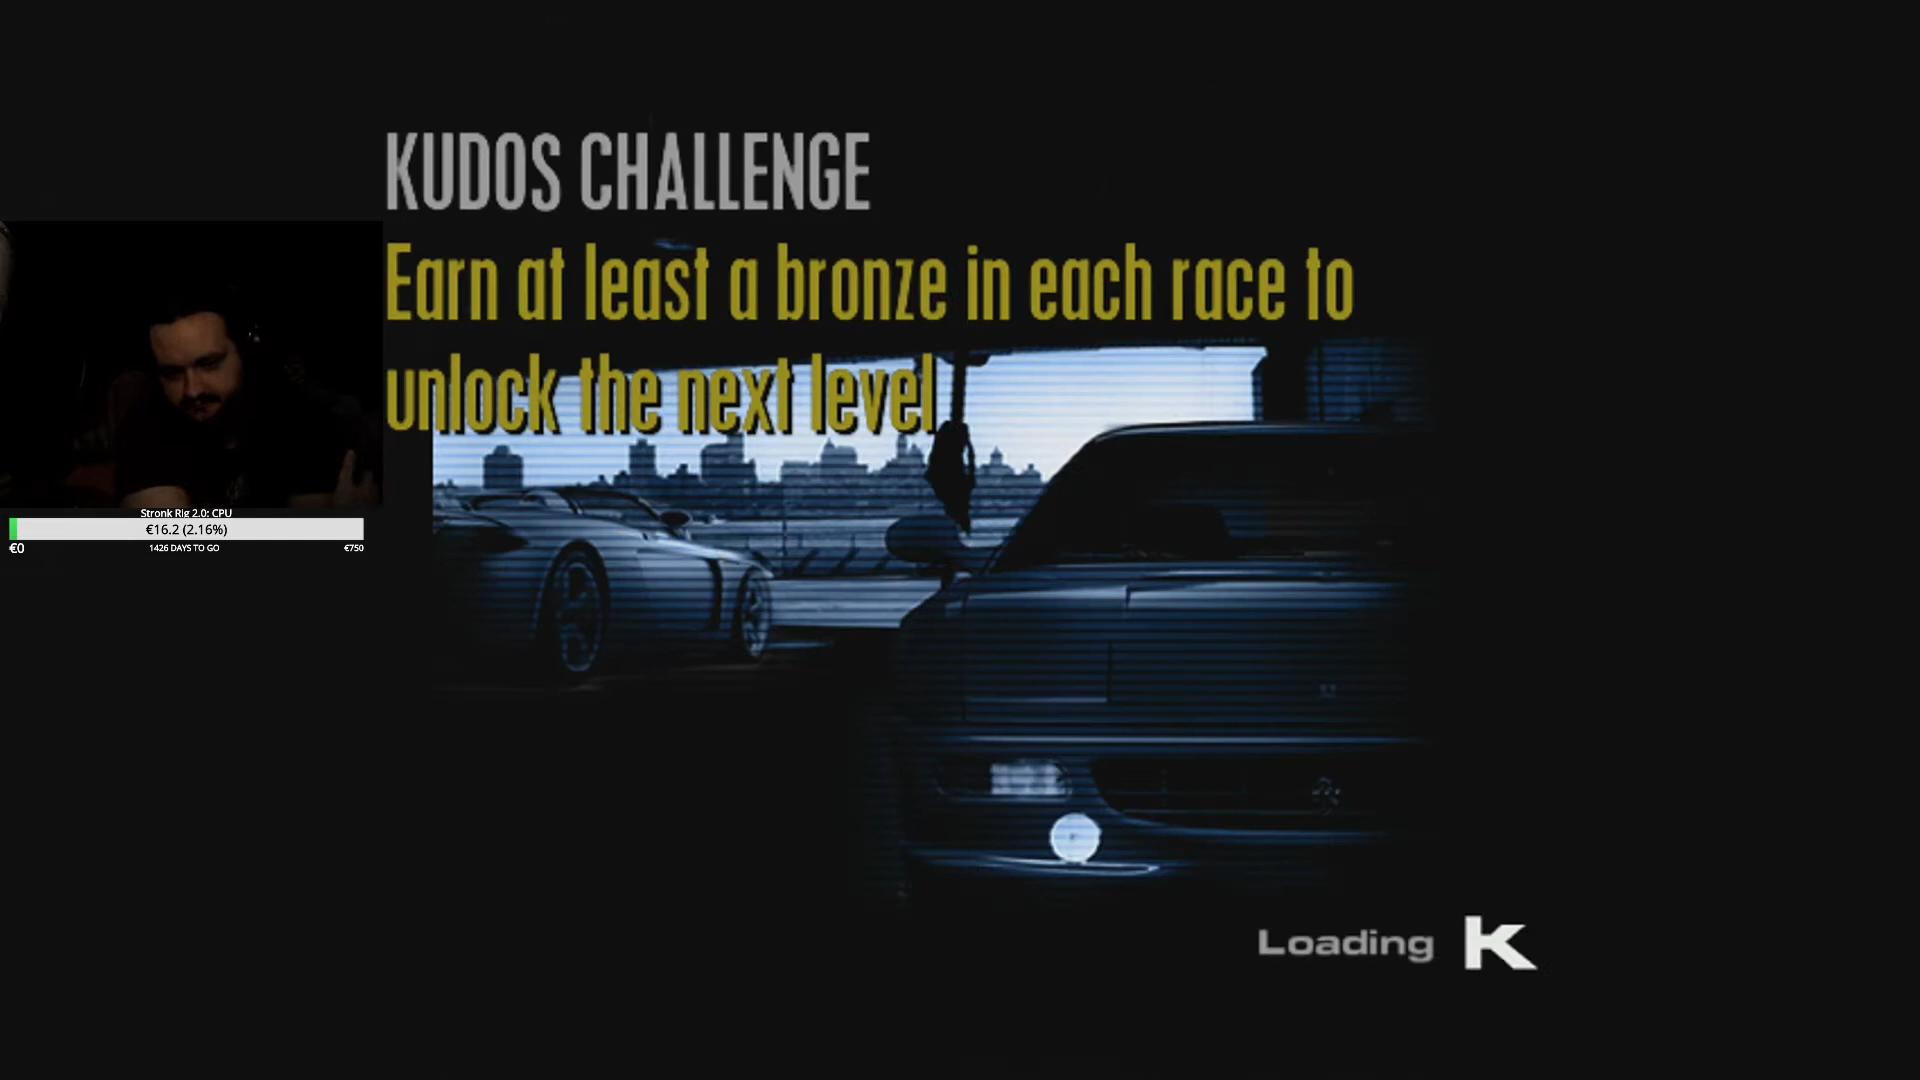 KUDOS CHALLENGE
Earn at least a bronze in each race to
unlock the next level
Stronk Rig 2.0: CPU
€16.2 (2.16%)
€0
1426 DAYS TO GO
€750
Loading K